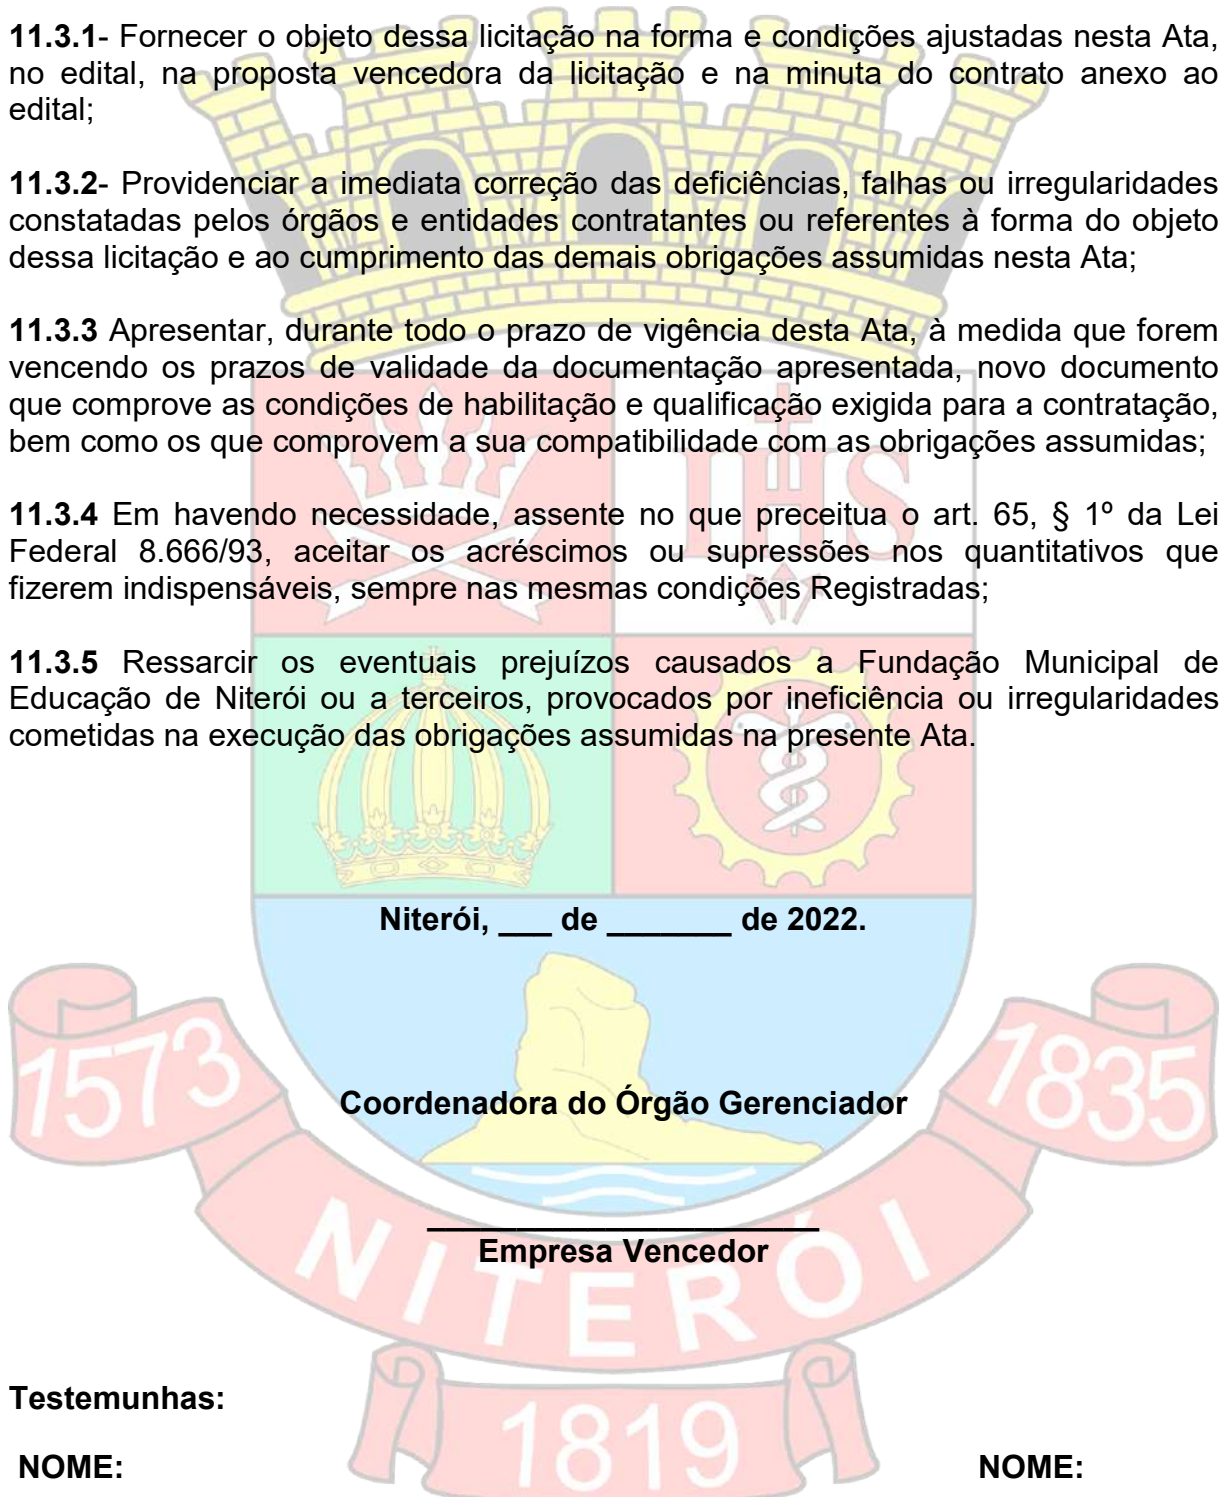 11.3.1- Fornecer o objeto dessa licitação na forma e condições ajustadas nesta Ata,
no edital, na proposta vencedora da licitação e na minuta do contrato anexo ao
edital;
11.3.2- Providenciar a imediata correção das deficiências, falhas ou irregularidades
constatadas pelos órgãos e entidades contratantes ou referentes à forma do objeto
dessa licitação e ao cumprimento das demais obrigações assumidas nesta Ata;
11.3.3 Apresentar, durante todo o prazo de vigência desta Ata, à medida que forem
vencendo os prazos de validade da documentação apresentada, novo documento
que comprove as condições de habilitação e qualificação exigida para a contratação,
bem como os que comprovem a sua compatibilidade com as obrigações assumidas;
11.3.4 Em havendo necessidade, assente no que preceitua o art. 65, § 1º da Lei
Federal 8.666/93, aceitar os acréscimos ou supressões nos quantitativos que
fizerem indispensáveis, sempre nas mesmas condições Registradas;
11.3.5 Ressarcir os eventuais prejuízos causados a Fundação Municipal de
Educação de Niterói ou a terceiros, provocados por ineficiência ou irregularidades
cometidas na execução das obrigações assumidas na presente Ata.
Niterói, ___ de _______ de 2022.
Coordenadora do Órgão Gerenciador
______________________
Empresa Vencedor
Testemunhas:
NOME: NOME:
IHS
1573
1835
NITERÓI
1819